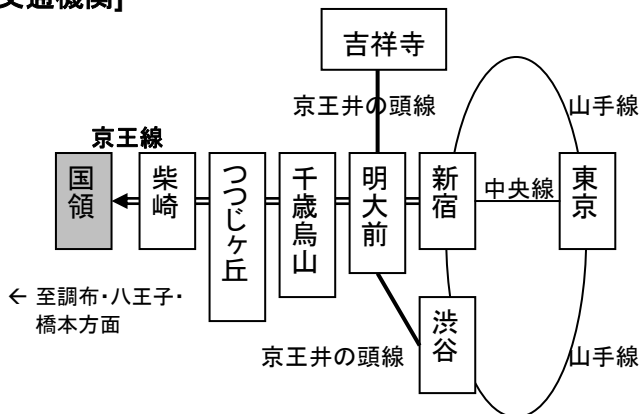 交通機関]
吉祥寺
京王井の頭線
山手線
京王線
国領
柴崎
つつじヶ丘
千歳烏山
明大前
新宿
中央線
東京
← 至調布・八王子・
橋本方面
渋谷
京王井の頭線
山手線